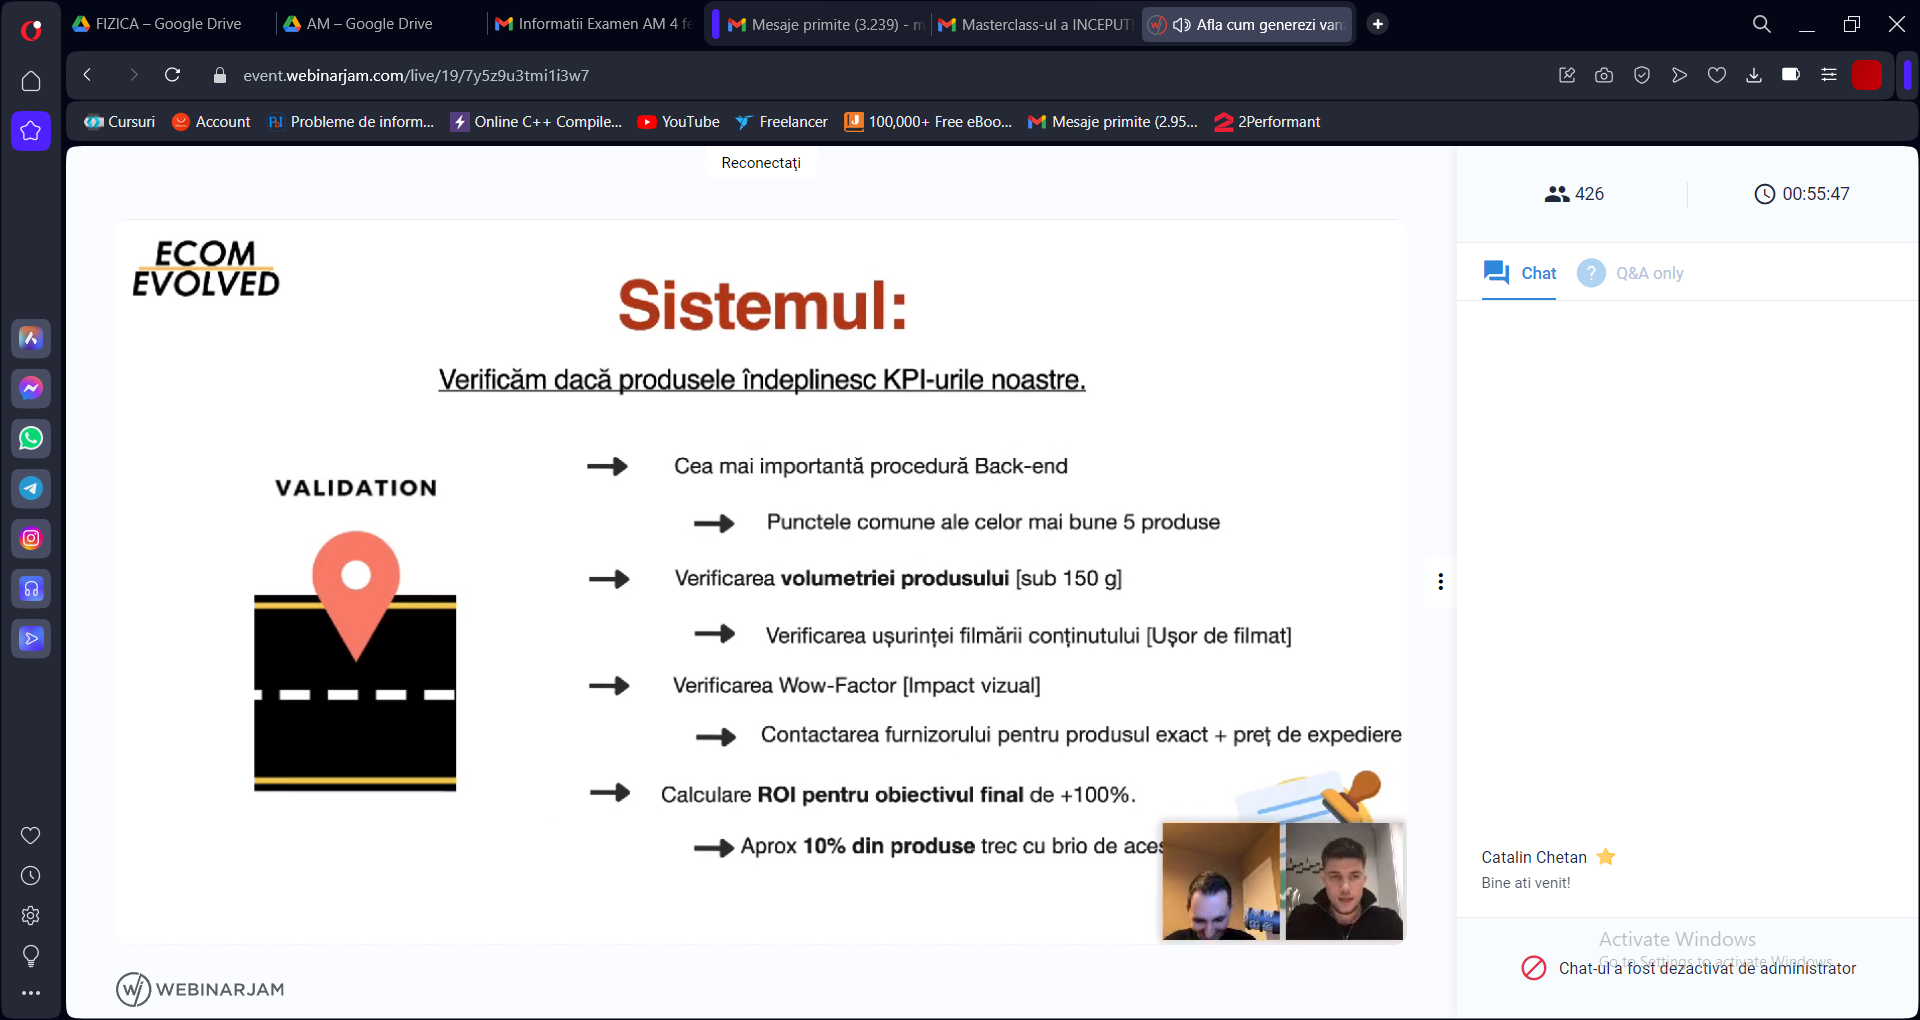 FIZICA – Google Drive
AM – Google Drive
Informatii Examen AM 4 fe
Mesaje primite (3.239) - m
Masterclass-ul a INCEPUT!
Afla cum generezi van
event.webinarjam.com/live/19/7y5z9u3tmi1i3w7
Cursuri
Account
Probleme de inform...
Online C++ Compile...
YouTube
Freelancer
100,000+ Free eBoo...
Mesaje primite (2.95...
2Performant
Reconectați
426
00:55:47
Chat
Q&A only
ECOM
EVOLVED
Sistemul:
Verificăm dacă produsele îndeplinesc KPI-urile noastre.
VALIDATION
Cea mai importantă procedură Back-end
Punctele comune ale celor mai bune 5 produse
Verificarea volumetriei produsului [sub 150 g]
Verificarea ușurinței filmării conținutului [Ușor de filmat]
Verificarea Wow-Factor [Impact vizual]
Contactarea furnizorului pentru produsul exact + preț de expediere
Calculare ROI pentru obiectivul final de +100%.
Aprox 10% din produse trec cu brio de aces
Catalin Chetan
Bine ati venit!
Activate Windows
Go to Settings to activate Windows.
Chat-ul a fost dezactivat de administrator
WEBINARJAM